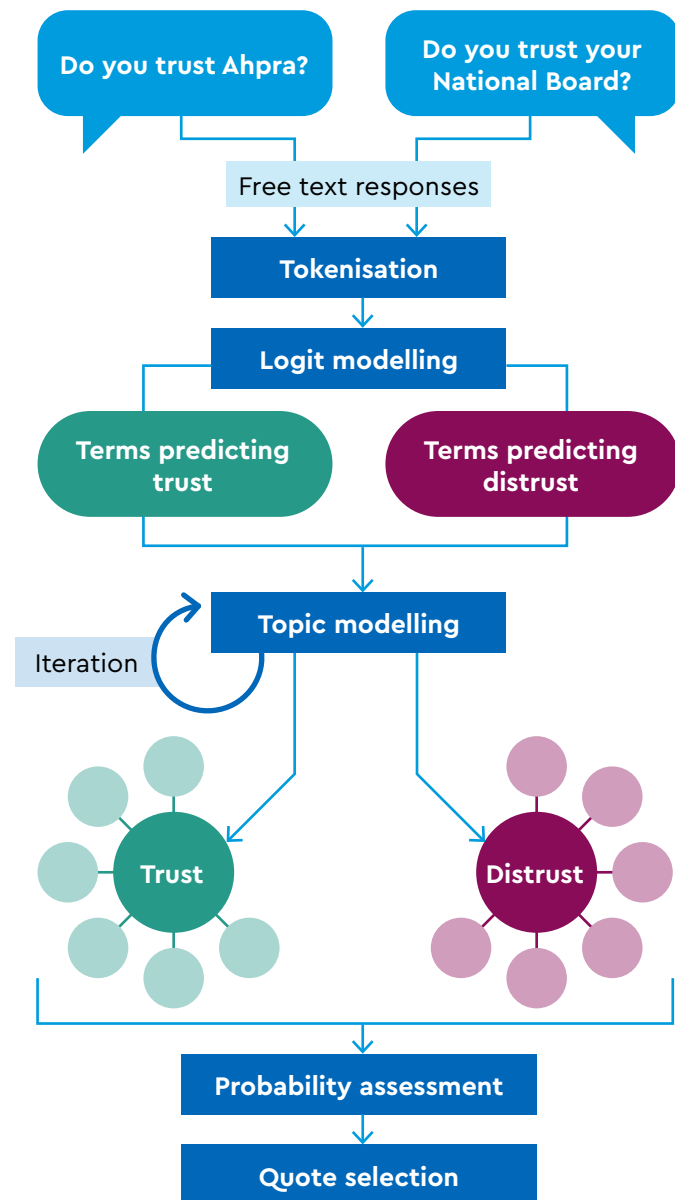 Do you trust Ahpra?
Do you trust your
National Board?
Free text responses
Tokenisation
Logit modelling
Terms predicting
trust
Terms predicting
distrust
Topic modelling
Iteration
Trust
Distrust
Probability assessment
Quote selection